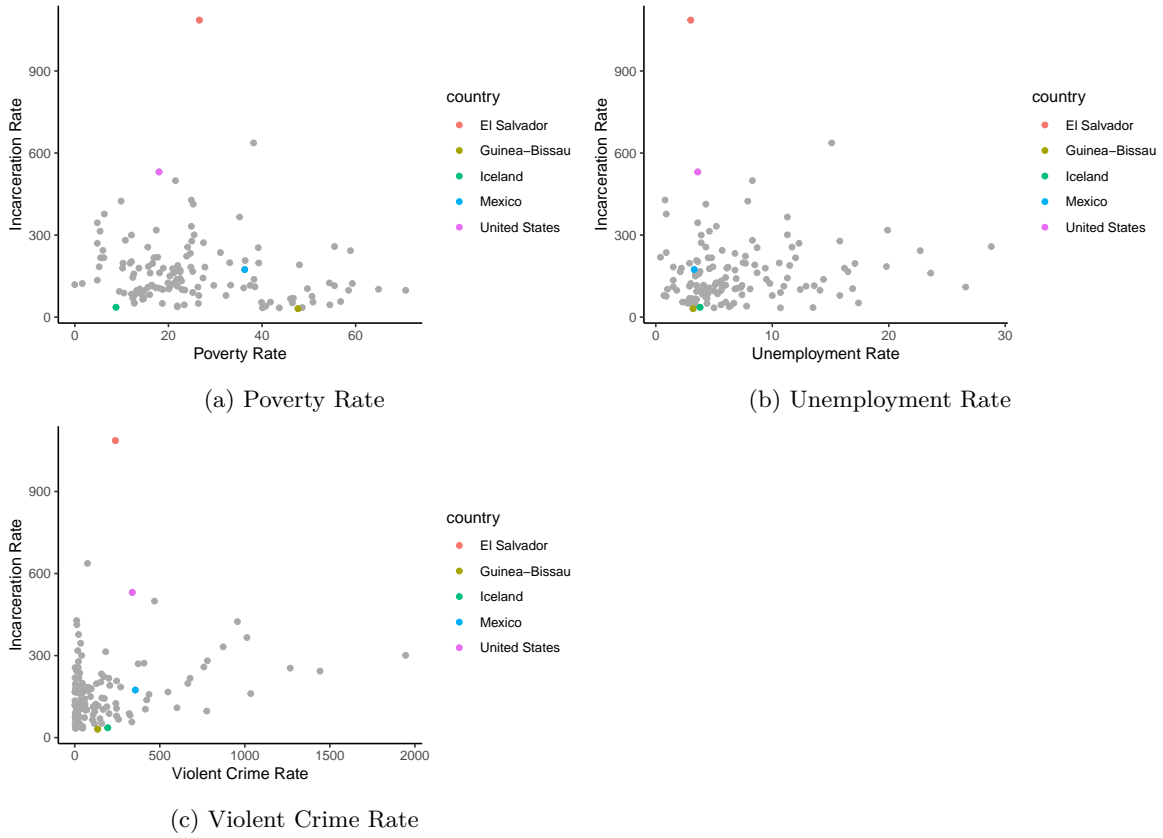 900
600
300
0
Incarceration Rate
0
20
40
60
Poverty Rate
country
El Salvador
Guinea−Bissau
Iceland
Mexico
United States
(a) Poverty Rate
900
600
300
0
Incarceration Rate
0
10
20
30
Unemployment Rate
country
El Salvador
Guinea−Bissau
Iceland
Mexico
United States
(b) Unemployment Rate
900
600
300
0
Incarceration Rate
0
500
1000
1500
2000
Violent Crime Rate
country
El Salvador
Guinea−Bissau
Iceland
Mexico
United States
(c) Violent Crime Rate